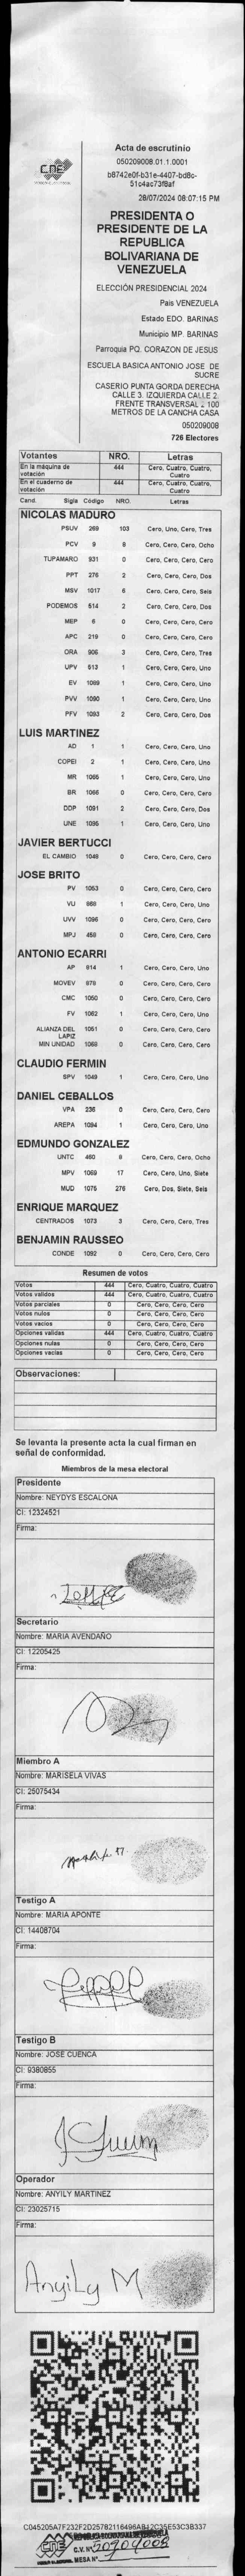 CNE
Acta de escrutinio
050209008.01.1.0001
b8742e0f-b31e-4407-bd8c-
51c4ac73f8af
28/07/2024 06:07:15 PM
PRESIDENTA O
PRESIDENTE DE LA
REPUBLICA
BOLIVARIANA DE
VENEZUELA
ELECCIÓN PRESIDENCIAL 2024
Pais VENEZUELA
Estado EDO. BARINAS
Municipio MP. BARINAS
Parroquia PQ. CORAZON DE JESUS
ESCUELA BASICA ANTONIO JOSE DE
SUCRE
CASERIO PUNTA GORDA DERECHA
CALLE 3. IZQUIERDA CALLE 2.
FRENTE TRANSVERSAL - 100
METROS DE LA CANCHA CASA
050209008
726 Electores
Votantes NRO. Letras
En la máquina de votación 444 Cero, Cuatro, Cuatro, Cuatro
En el cuaderno de votación 444 Cero, Cuatro, Cuatro, Cuatro
Cand. Sigla Código NRO. Letras
NICOLAS MADURO
PSUV 269 103 Cero, Uno, Cero, Tres
PCV 9 8 Cero, Cero, Cero, Ocho
TUPAMARO 931 0 Cero, Cero, Cero, Cero
PPT 276 2 Cero, Cero, Cero, Dos
MSV 1017 6 Cero, Cero, Cero, Seis
PODEMOS 514 2 Cero, Cero, Cero, Dos
MEP 6 0 Cero, Cero, Cero, Cero
APC 219 0 Cero, Cero, Cero, Cero
ORA 906 3 Cero, Cero, Cero, Tres
UPV 513 1 Cero, Cero, Cero, Uno
EV 1069 1 Cero, Cero, Cero, Uno
PVV 1090 1 Cero, Cero, Cero, Uno
PFV 1093 2 Cero, Cero, Cero, Dos
LUIS MARTINEZ
AD 1 1 Cero, Cero, Cero, Uno
COPEI 2 1 Cero, Cero, Cero, Uno
MR 1065 1 Cero, Cero, Cero, Uno
BR 1066 0 Cero, Cero, Cero, Cero
DDP 1091 2 Cero, Cero, Cero, Dos
UNE 1095 1 Cero, Cero, Cero, Uno
JAVIER BERTUCCI
EL CAMBIO 1048 0 Cero, Cero, Cero, Cero
JOSE BRITO
PV 1053 0 Cero, Cero, Cero, Cero
VU 868 1 Cero, Cero, Cero, Uno
UVV 1096 0 Cero, Cero, Cero, Cero
MPJ 459 0 Cero, Cero, Cero, Cero
ANTONIO ECARRI
AP 914 1 Cero, Cero, Cero, Uno
MOVEV 979 0 Cero, Cero, Cero, Cero
CMC 1050 0 Cero, Cero, Cero, Cero
FV 1062 1 Cero, Cero, Cero, Uno
ALIANZA DEL LAPIZ 1051 0 Cero, Cero, Cero, Cero
MIN UNIDAD 1068 0 Cero, Cero, Cero, Cero
CLAUDIO FERMIN
SPV 1049 1 Cero, Cero, Cero, Uno
DANIEL CEBALLOS
VPA 236 0 Cero, Cero, Cero, Cero
AREPA 1094 1 Cero, Cero, Cero, Uno
EDMUNDO GONZALEZ
UNTC 460 8 Cero, Cero, Cero, Ocho
MPV 1069 17 Cero, Cero, Uno, Siete
MUD 1075 276 Cero, Dos, Siete, Seis
ENRIQUE MARQUEZ
CENTRADOS 1073 3 Cero, Cero, Cero, Tres
BENJAMIN RAUSSEO
CONDE 1092 0 Cero, Cero, Cero, Cero
Resumen de votos
Votos 444 Cero, Cuatro, Cuatro, Cuatro
Votos validos 444 Cero, Cuatro, Cuatro, Cuatro
Votos parciales 0 Cero, Cero, Cero, Cero
Votos nulos 0 Cero, Cero, Cero, Cero
Votos vacios 0 Cero, Cero, Cero, Cero
Opciones validas 444 Cero, Cuatro, Cuatro, Cuatro
Opciones nulas 0 Cero, Cero, Cero, Cero
Opciones vacias 0 Cero, Cero, Cero, Cero
Observaciones:
Se levanta la presente acta la cual firman en
señal de conformidad.
Miembros de la mesa electoral
Presidente
Nombre: NEYDYS ESCALONA
CI: 12324521
Firma:
Secretario
Nombre: MARIA AVENDAÑO
CI: 12205425
Firma:
Miembro A
Nombre: MARISELA VIVAS
CI: 25075434
Firma:
Testigo A
Nombre: MARIA APONTE
CI: 14408704
Firma:
Testigo B
Nombre: JOSE CUENCA
CI: 9380855
Firma:
Operador
Nombre: ANYILY MARTINEZ
CI: 23025715
Firma:
Anyily M
CNE
C.V. Nº
MESA Nº